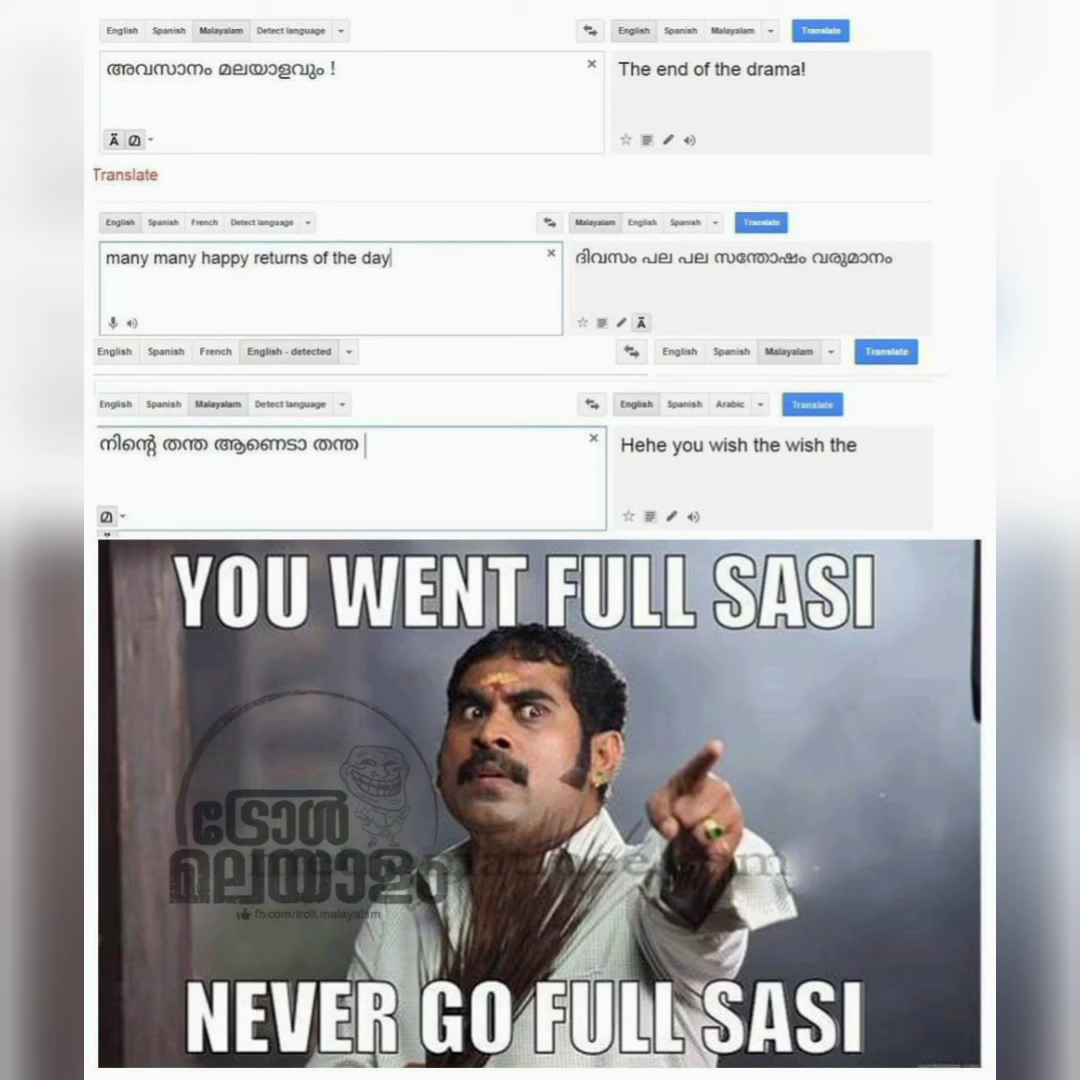 English Spanish Malayalam Detect language English Spanish Malayalam Translate
അവസാനം മലയാളവും ! The end of the drama!
Ä മ
Translate
English Spanish French Detect language Malayalam English Spanish Translate
many many happy returns of the day ദിവസം പല പല സന്തോഷം വരുമാനം
Ä
English Spanish French English - detected English Spanish Malayalam Translate
English Spanish Malayalam Detect language English Spanish Arabic Translate
നിന്റെ തന്ത ആണെടാ തന്ത Hehe you wish the wish the
മ
YOU WENT FULL SASI
ട്രോൾ
മലയാളം
fb.com/troll.malayalam
NEVER GO FULL SASI